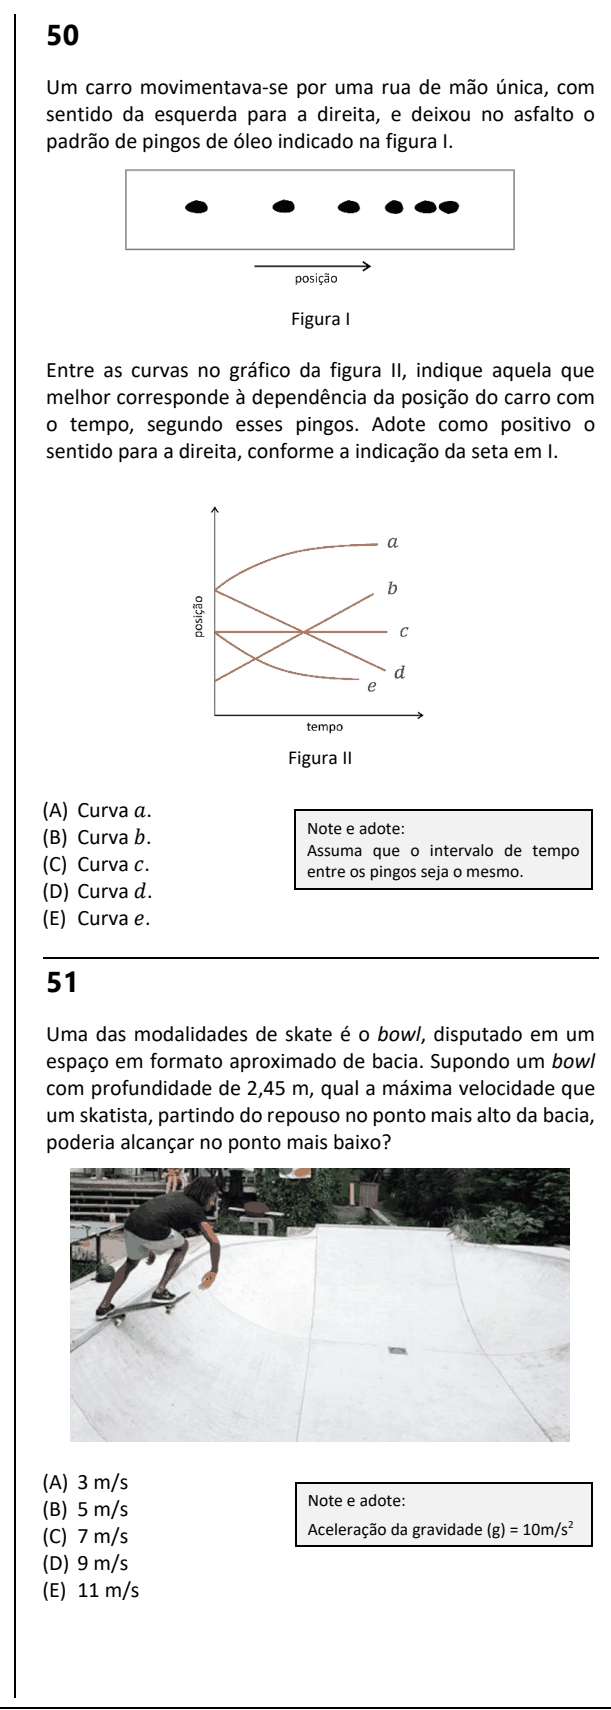 50
Um carro movimentava-se por uma rua de mão única, com
sentido da esquerda para a direita, e deixou no asfalto o
padrão de pingos de óleo indicado na figura I.
posição
Figura I
Entre as curvas no gráfico da figura II, indique aquela que
melhor corresponde à dependência da posição do carro com
o tempo, segundo esses pingos. Adote como positivo o
sentido para a direita, conforme a indicação da seta em I.
posição
a
b
c
d
e
tempo
Figura II
(A) Curva a.
(B) Curva b.
(C) Curva c.
(D) Curva d.
(E) Curva e.
Note e adote:
Assuma que o intervalo de tempo
entre os pingos seja o mesmo.
51
Uma das modalidades de skate é o bowl, disputado em um
espaço em formato aproximado de bacia. Supondo um bowl
com profundidade de 2,45 m, qual a máxima velocidade que
um skatista, partindo do repouso no ponto mais alto da bacia,
poderia alcançar no ponto mais baixo?
(A) 3 m/s
(B) 5 m/s
(C) 7 m/s
(D) 9 m/s
(E) 11 m/s
Note e adote:
Aceleração da gravidade (g) = 10m/s²